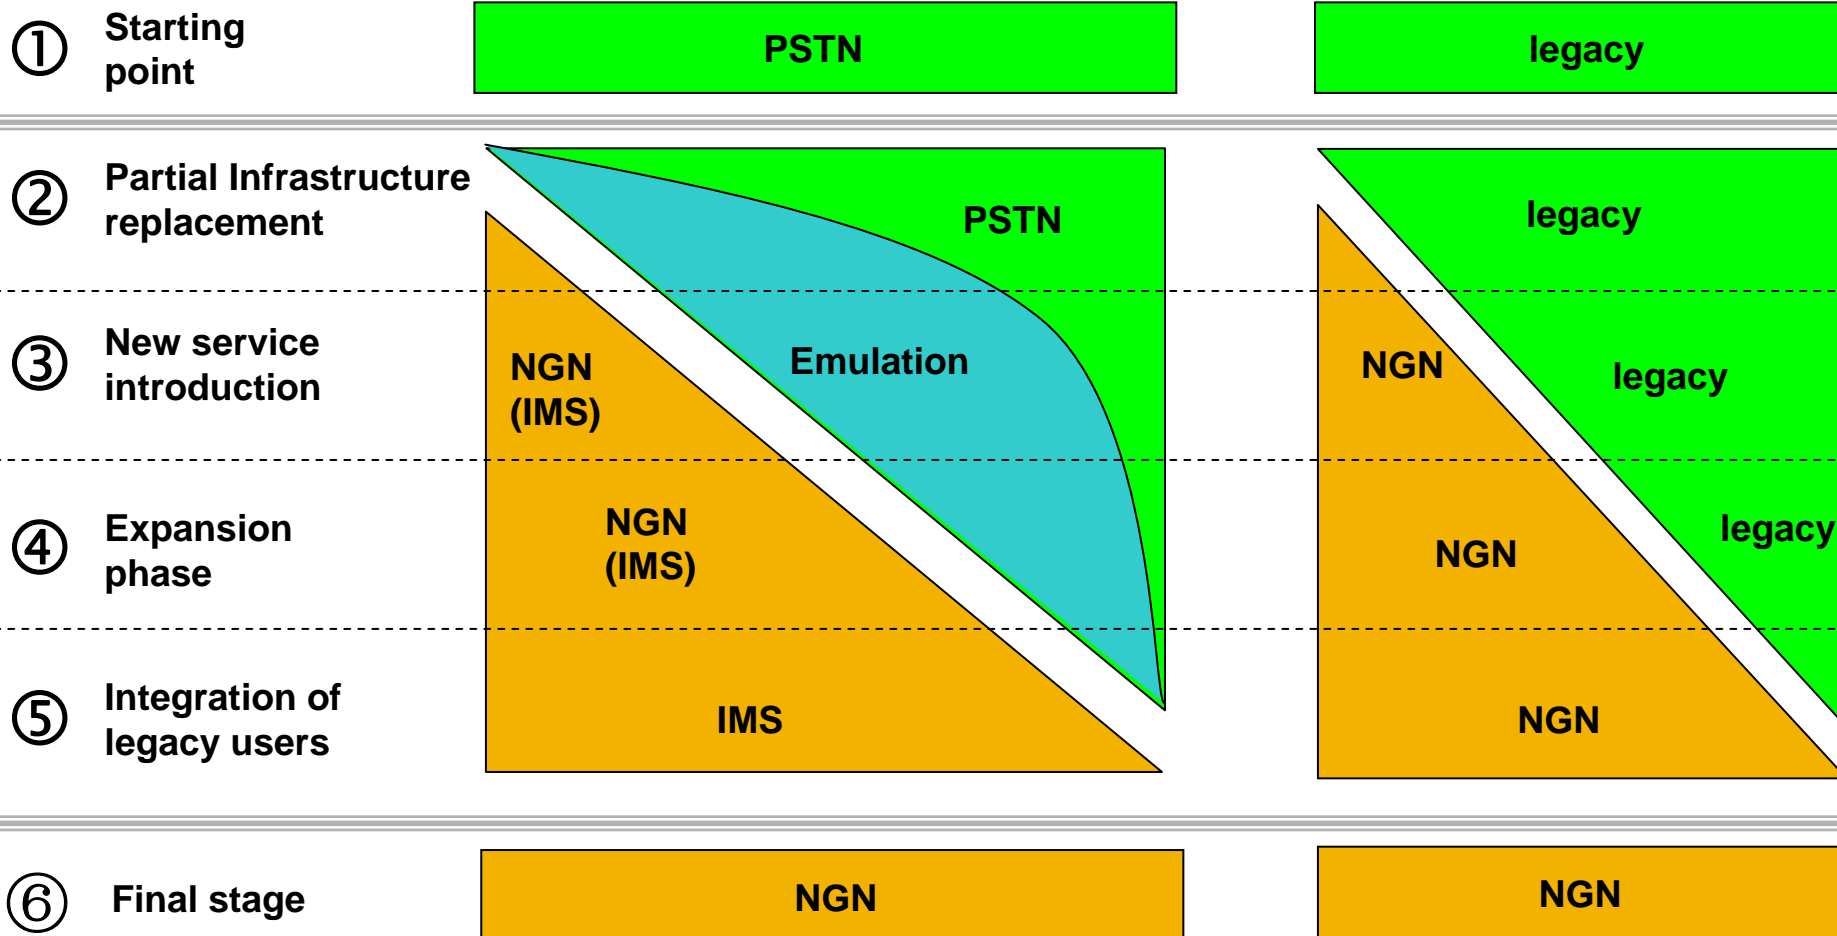 ① Starting
point
PSTN
legacy
② Partial Infrastructure
replacement
PSTN
legacy
③ New service
introduction
NGN
(IMS)
Emulation
NGN
legacy
④ Expansion
phase
NGN
(IMS)
NGN
legacy
⑤ Integration of
legacy users
IMS
NGN
⑥ Final stage
NGN
NGN